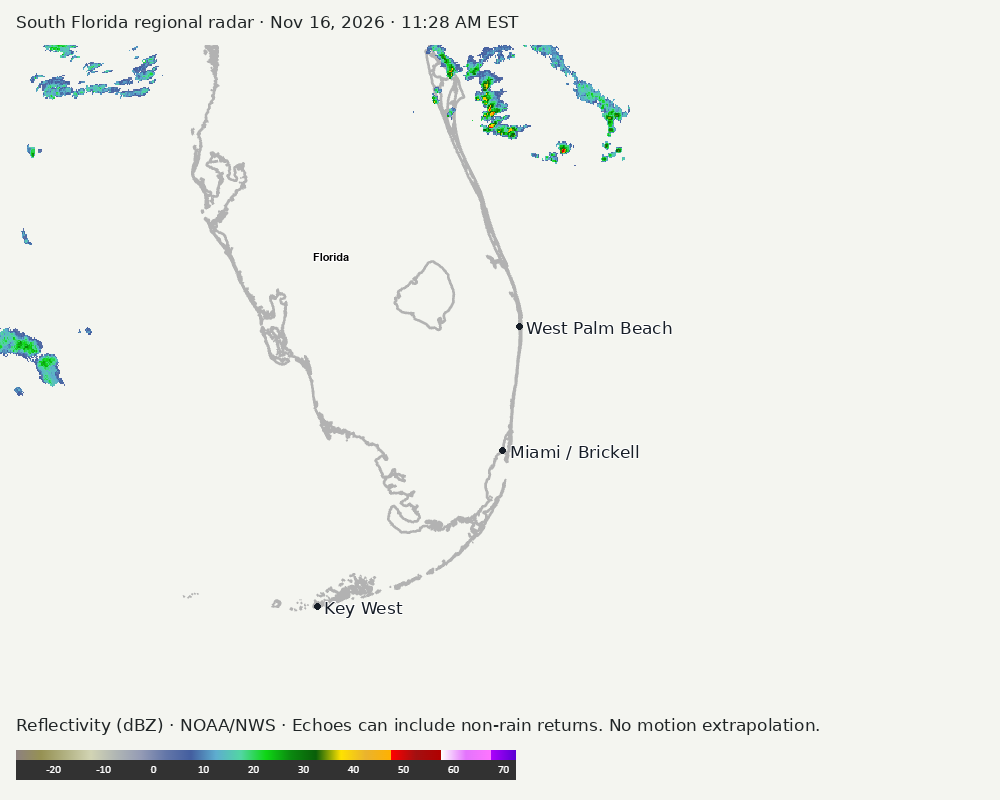 South Florida regional radar · Nov 16, 2026 · 11:28 AM EST
Florida
West Palm Beach
Miami / Brickell
Key West
Reflectivity (dBZ) · NOAA/NWS · Echoes can include non-rain returns. No motion extrapolation.
-20 -10 0 10 20 30 40 50 60 70